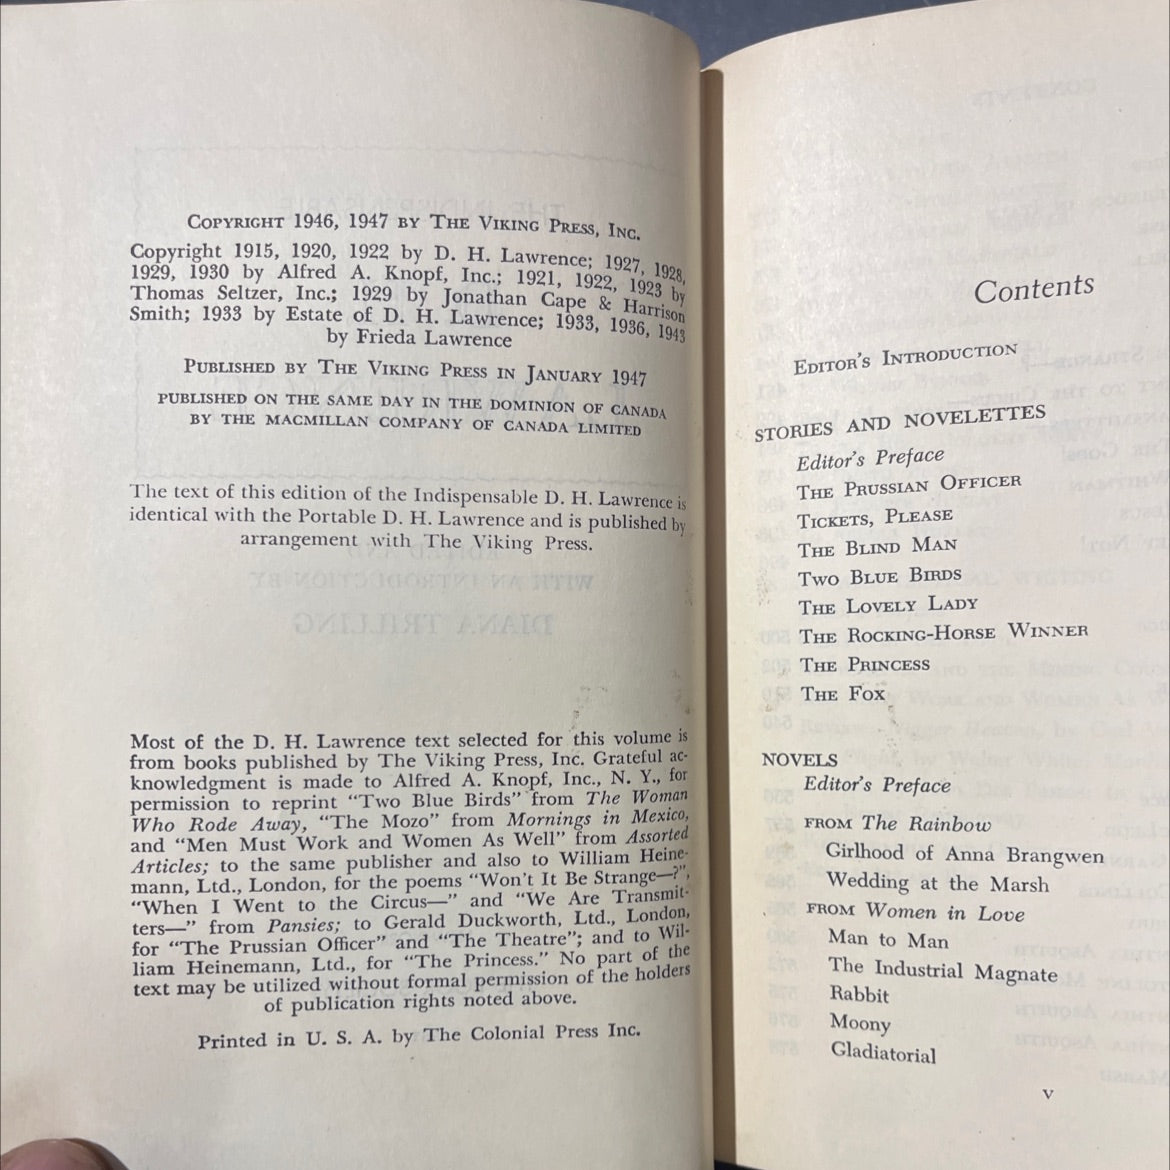 COPYRIGHT 1946, 1947 BY THE VIKING PRESS, INC.
Copyright 1915, 1920, 1922 by D. H. Lawrence; 1927, 1928,
1929, 1930 by Alfred A. Knopf, Inc.; 1921, 1922, 1923 by
Thomas Seltzer, Inc.; 1929 by Jonathan Cape & Harrison
Smith; 1933 by Estate of D. H. Lawrence; 1933, 1936, 1943
by Frieda Lawrence
PUBLISHED BY THE VIKING PRESS IN JANUARY 1947
PUBLISHED ON THE SAME DAY IN THE DOMINION OF CANADA
BY THE MACMILLAN COMPANY OF CANADA LIMITED
The text of this edition of the Indispensable D. H. Lawrence is
identical with the Portable D. H. Lawrence and is published by
arrangement with The Viking Press.
Most of the D. H. Lawrence text selected for this volume is
from books published by The Viking Press, Inc. Grateful ac-
knowledgment is made to Alfred A. Knopf, Inc., N. Y., for
permission to reprint “Two Blue Birds” from The Woman
Who Rode Away, “The Mozo” from Mornings in Mexico,
and “Men Must Work and Women As Well” from Assorted
Articles; to the same publisher and also to William Heine-
mann, Ltd., London, for the poems “Won’t It Be Strange—?”,
“When I Went to the Circus—” and “We Are Transmit-
ters—” from Pansies; to Gerald Duckworth, Ltd., London,
for “The Prussian Officer” and “The Theatre”; and to Wil-
liam Heinemann, Ltd., for “The Princess.” No part of the
text may be utilized without formal permission of the holders
of publication rights noted above.
Printed in U. S. A. by The Colonial Press Inc.
Contents
EDITOR’S INTRODUCTION
STORIES AND NOVELETTES
Editor’s Preface
THE PRUSSIAN OFFICER
TICKETS, PLEASE
THE BLIND MAN
TWO BLUE BIRDS
THE LOVELY LADY
THE ROCKING-HORSE WINNER
THE PRINCESS
THE FOX
NOVELS
Editor’s Preface
FROM The Rainbow
Girlhood of Anna Brangwen
Wedding at the Marsh
FROM Women in Love
Man to Man
The Industrial Magnate
Rabbit
Moony
Gladiatorial
v